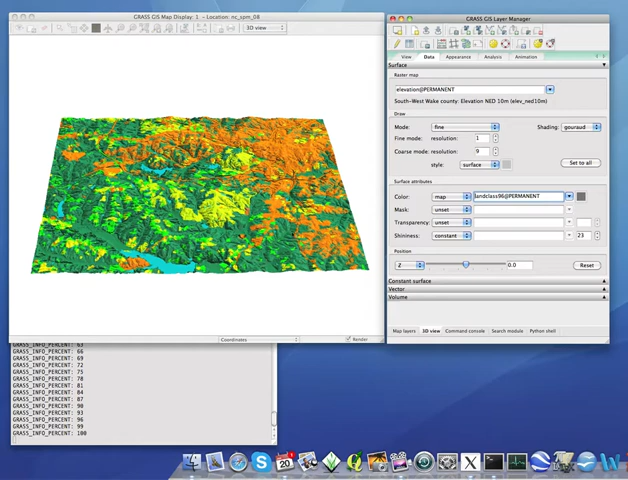 GRASS GIS Map Display: 1 - Location: nc_spm_08
3D view
Coordinates
Render
GRASS_INFO_PERCENT: 63
GRASS_INFO_PERCENT: 66
GRASS_INFO_PERCENT: 69
GRASS_INFO_PERCENT: 72
GRASS_INFO_PERCENT: 75
GRASS_INFO_PERCENT: 78
GRASS_INFO_PERCENT: 81
GRASS_INFO_PERCENT: 84
GRASS_INFO_PERCENT: 87
GRASS_INFO_PERCENT: 90
GRASS_INFO_PERCENT: 93
GRASS_INFO_PERCENT: 96
GRASS_INFO_PERCENT: 99
GRASS_INFO_PERCENT: 100
GRASS GIS Layer Manager
View Data Appearance Analysis Animation
Surface
Raster map
elevation@PERMANENT
South-West Wake county: Elevation NED 10m (elev_ned10m)
Draw
Mode: fine Shading: gouraud
Fine mode: resolution: 1
Coarse mode: resolution: 9
style: surface Set to all
Surface attributes
Color: map landclass96@PERMANENT
Mask: unset
Transparency: unset
Shininess: constant 23
Position
Z 0.0 Reset
Constant surface
Vector
Volume
Map layers 3D view Command console Search module Python shell
20